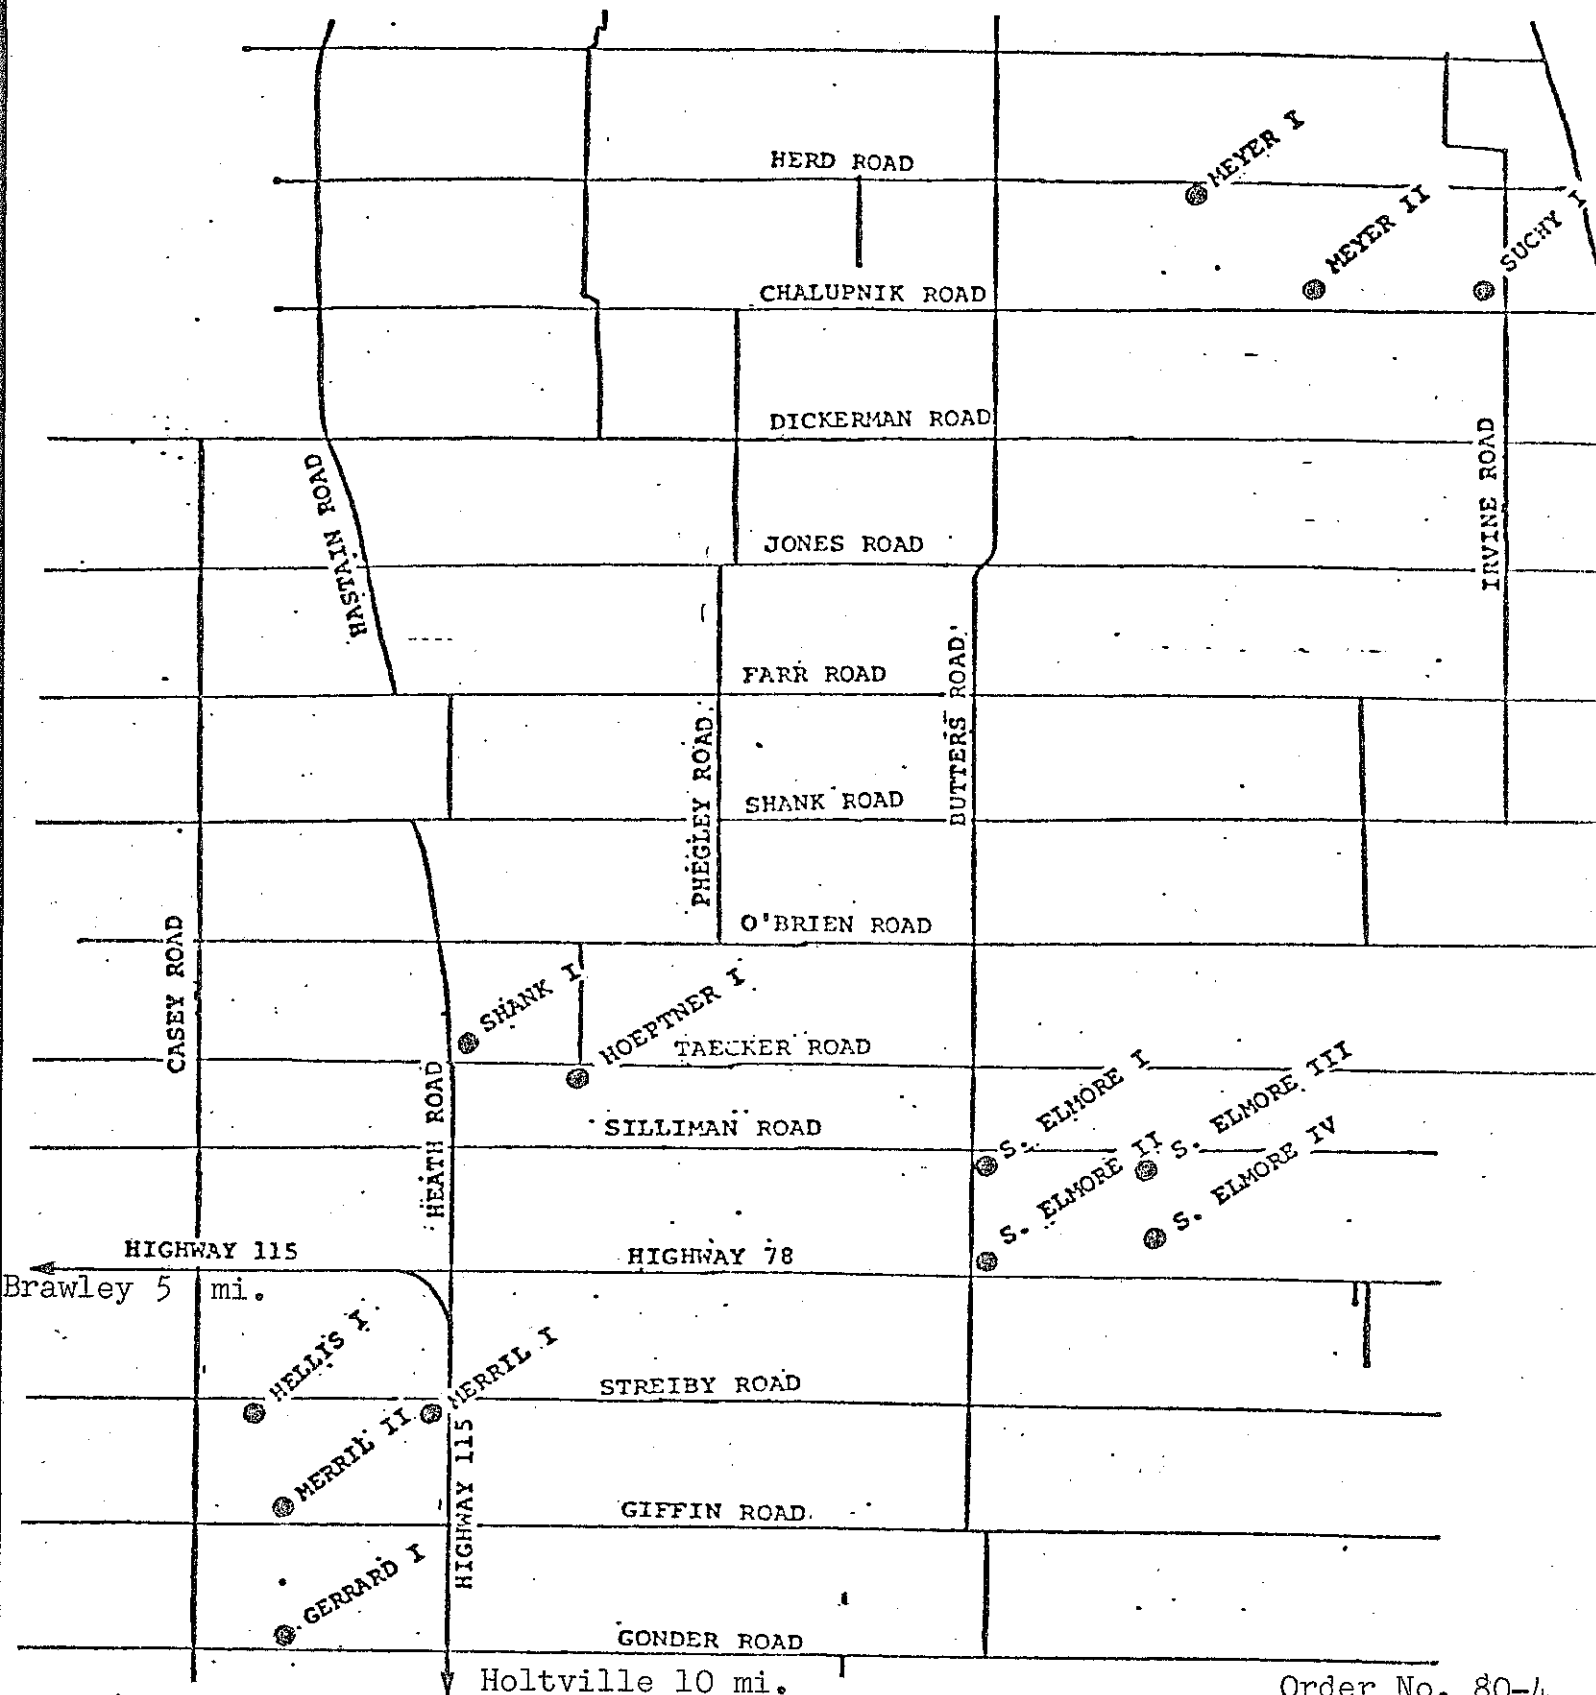 MEYER I
HERD ROAD
MEYER II
SUCHY I
CHALUPNIK ROAD
DICKERMAN ROAD
HASTAIN ROAD
IRVINE ROAD
JONES ROAD
FARR ROAD
BUTTERS ROAD
PHEGLEY ROAD
SHANK ROAD
O'BRIEN ROAD
CASEY ROAD
SHANK I
HOEPTNER I
TAECKER ROAD
HEATH ROAD
SILLIMAN ROAD
S. ELMORE I
S. ELMORE III
S. ELMORE II
S. ELMORE IV
HIGHWAY 115
HIGHWAY 78
Brawley 5 mi.
HELLIS I
MERRIL I
STREIBY ROAD
MERRIL II
HIGHWAY 115
GIFFIN ROAD
GERRARD I
GONDER ROAD
Holtville 10 mi.
Order No. 80-4